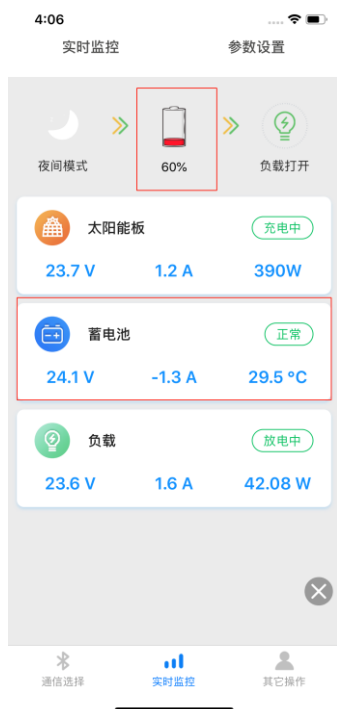 4:06
实时监控 参数设置
夜间模式 60% 负载打开
太阳能板 充电中
23.7 V 1.2 A 390W
蓄电池 正常
24.1 V -1.3 A 29.5 °C
负载 放电中
23.6 V 1.6 A 42.08 W
通信选择 实时监控 其它操作